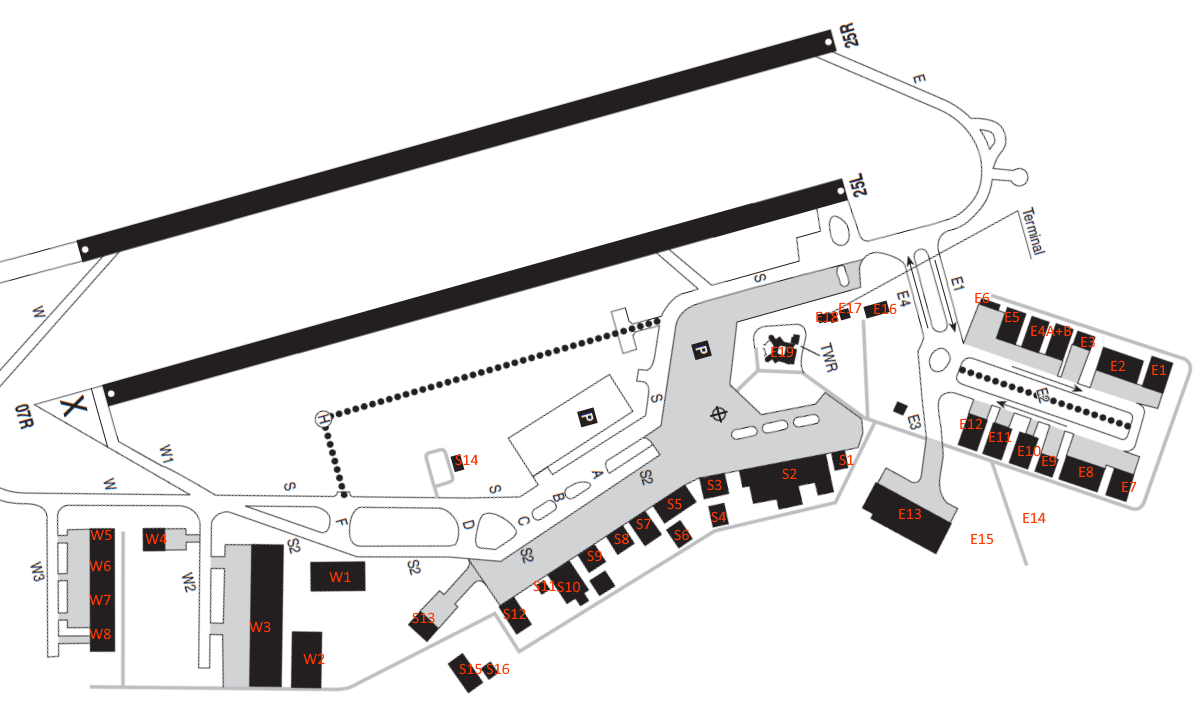 25R
E
25L
Terminal
W
S
E1
E4
E6
E5
E4A+B
E3
E2
E1
E18
E17
E16
E19
TWR
P
H
S
P
E2
07R
X
E3
E12
E11
E10
E9
E8
E7
W1
S14
A
S2
S3
S2
S1
W
S
S
B
S5
S4
E13
E14
E15
F
D
C
S7
S6
S8
W5
W4
S2
S2
S9
W6
W3
W2
W1
S2
S11
S10
W7
W8
W3
S13
S12
W2
S15
S16